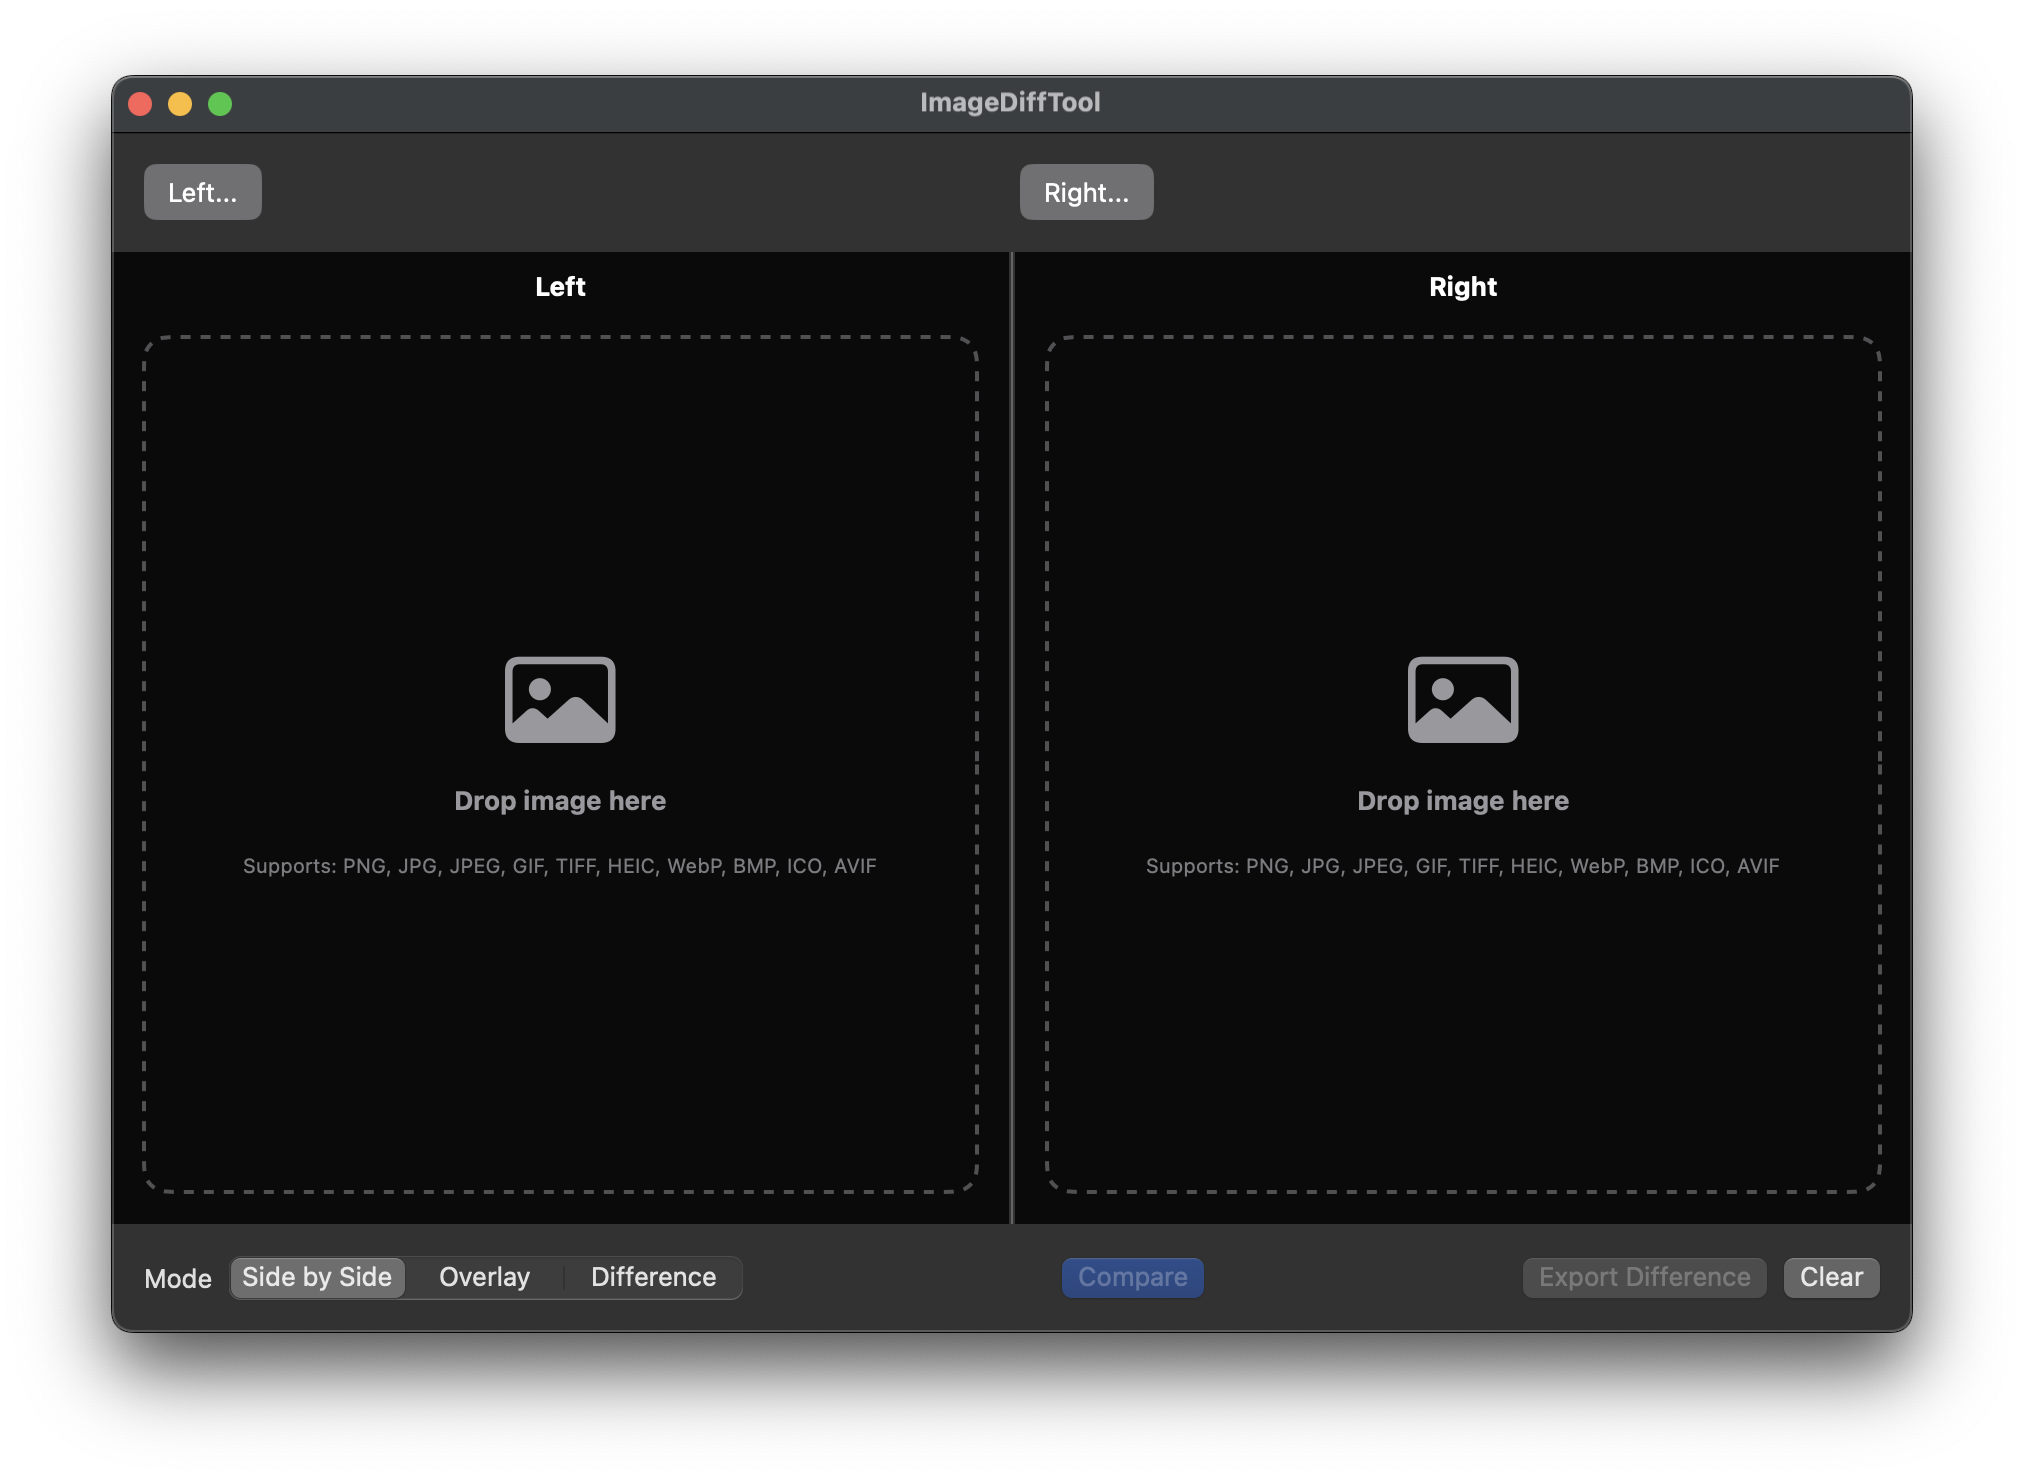 ImageDiffTool
Left...
Right...
Left
Right
Drop image here
Supports: PNG, JPG, JPEG, GIF, TIFF, HEIC, WebP, BMP, ICO, AVIF
Drop image here
Supports: PNG, JPG, JPEG, GIF, TIFF, HEIC, WebP, BMP, ICO, AVIF
Mode Side by Side Overlay Difference Compare Export Difference Clear